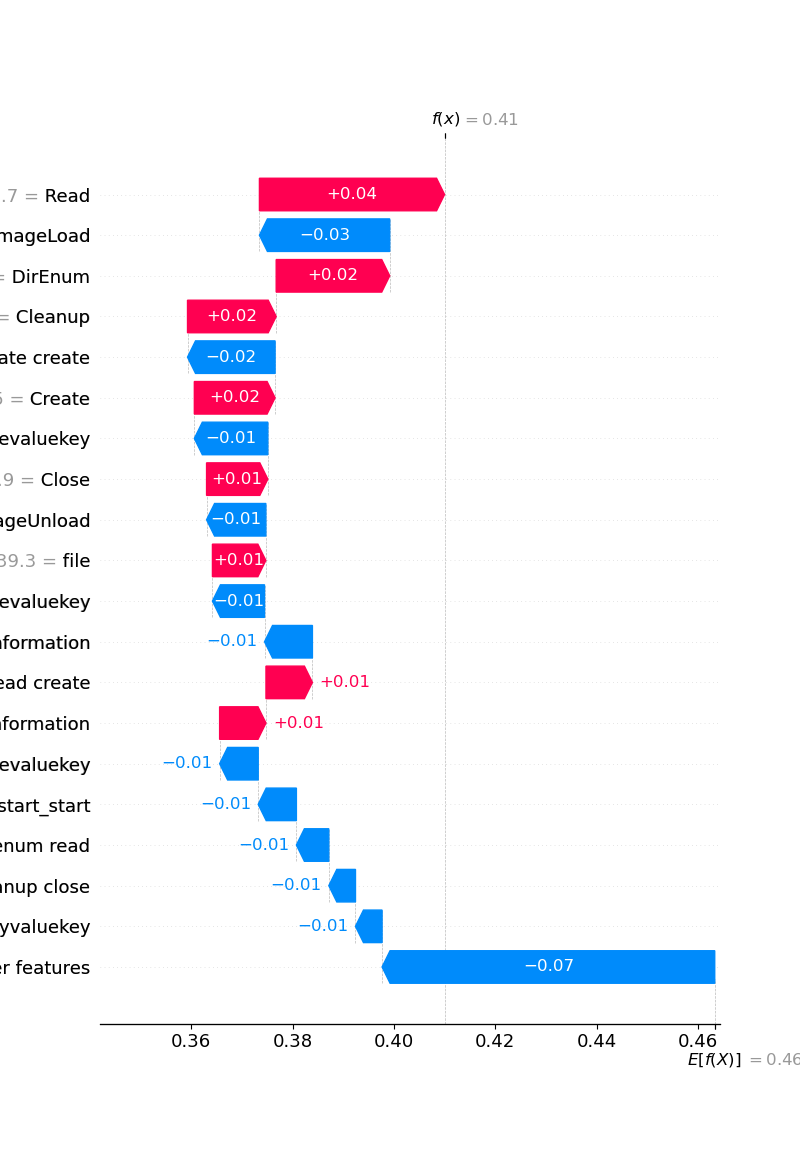 f(x) = 0.41
.7 = Read
+0.04
mageLoad
−0.03
= DirEnum
+0.02
= Cleanup
+0.02
ate create
−0.02
= Create
+0.02
evaluekey
−0.01
.9 = Close
+0.01
ageUnload
−0.01
39.3 = file
+0.01
evaluekey
−0.01
nformation
−0.01
ead create
+0.01
nformation
+0.01
evaluekey
−0.01
start_start
−0.01
enum read
−0.01
anup close
−0.01
yvaluekey
−0.01
er features
−0.07
0.36 0.38 0.40 0.42 0.44 0.46
E[f(X)] = 0.46